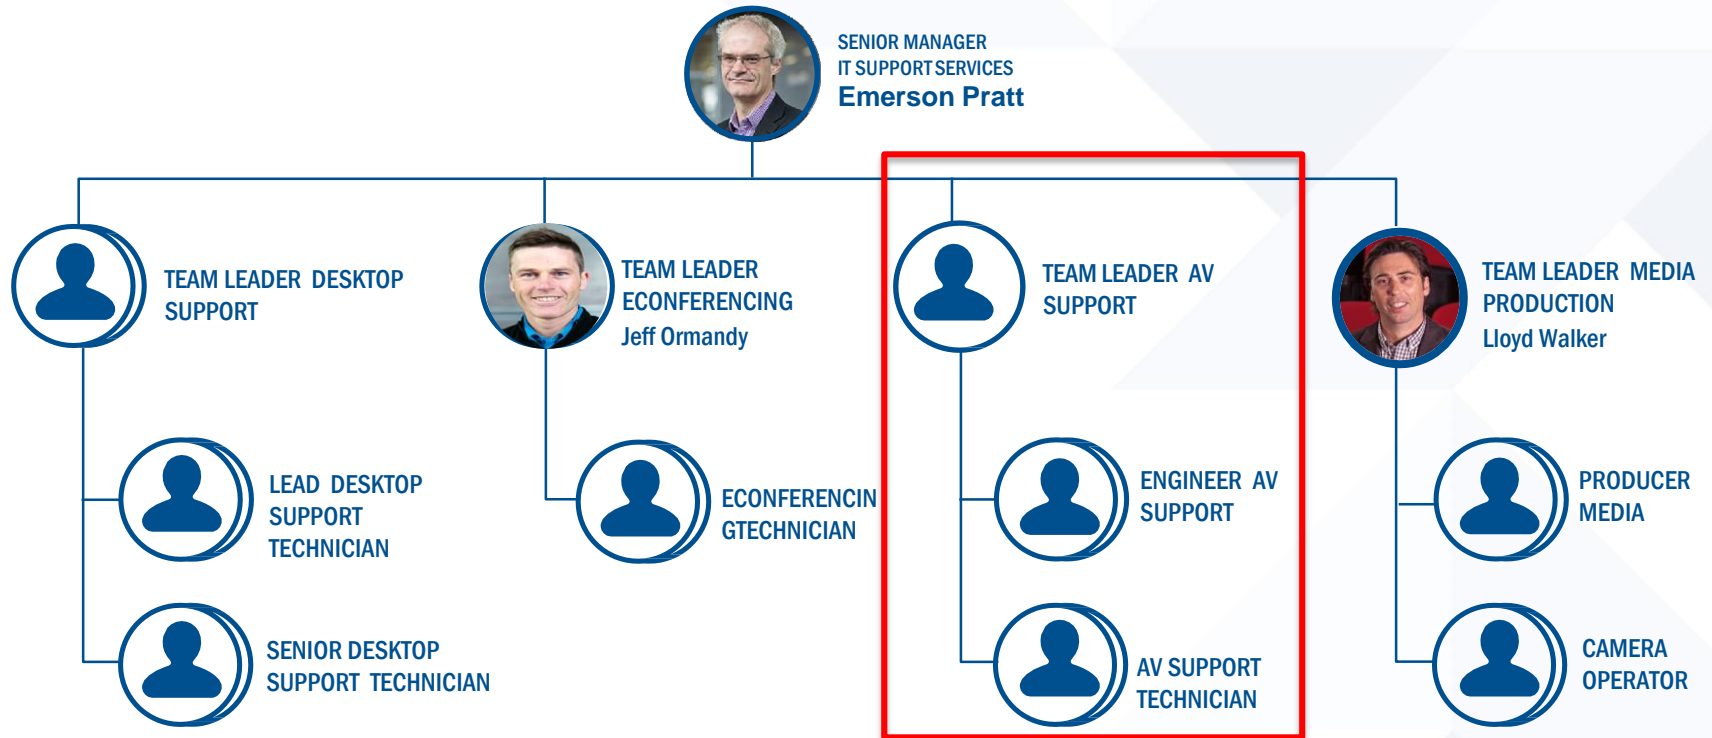 SENIOR MANAGER
IT SUPPORT SERVICES
Emerson Pratt
TEAM LEADER DESKTOP
SUPPORT
TEAM LEADER
ECONFERENCING
Jeff Ormandy
TEAM LEADER AV
SUPPORT
TEAM LEADER MEDIA
PRODUCTION
Lloyd Walker
LEAD DESKTOP
SUPPORT
TECHNICIAN
ECONFERENCIN
GTECHNICIAN
ENGINEER AV
SUPPORT
PRODUCER
MEDIA
SENIOR DESKTOP
SUPPORT TECHNICIAN
AV SUPPORT
TECHNICIAN
CAMERA
OPERATOR